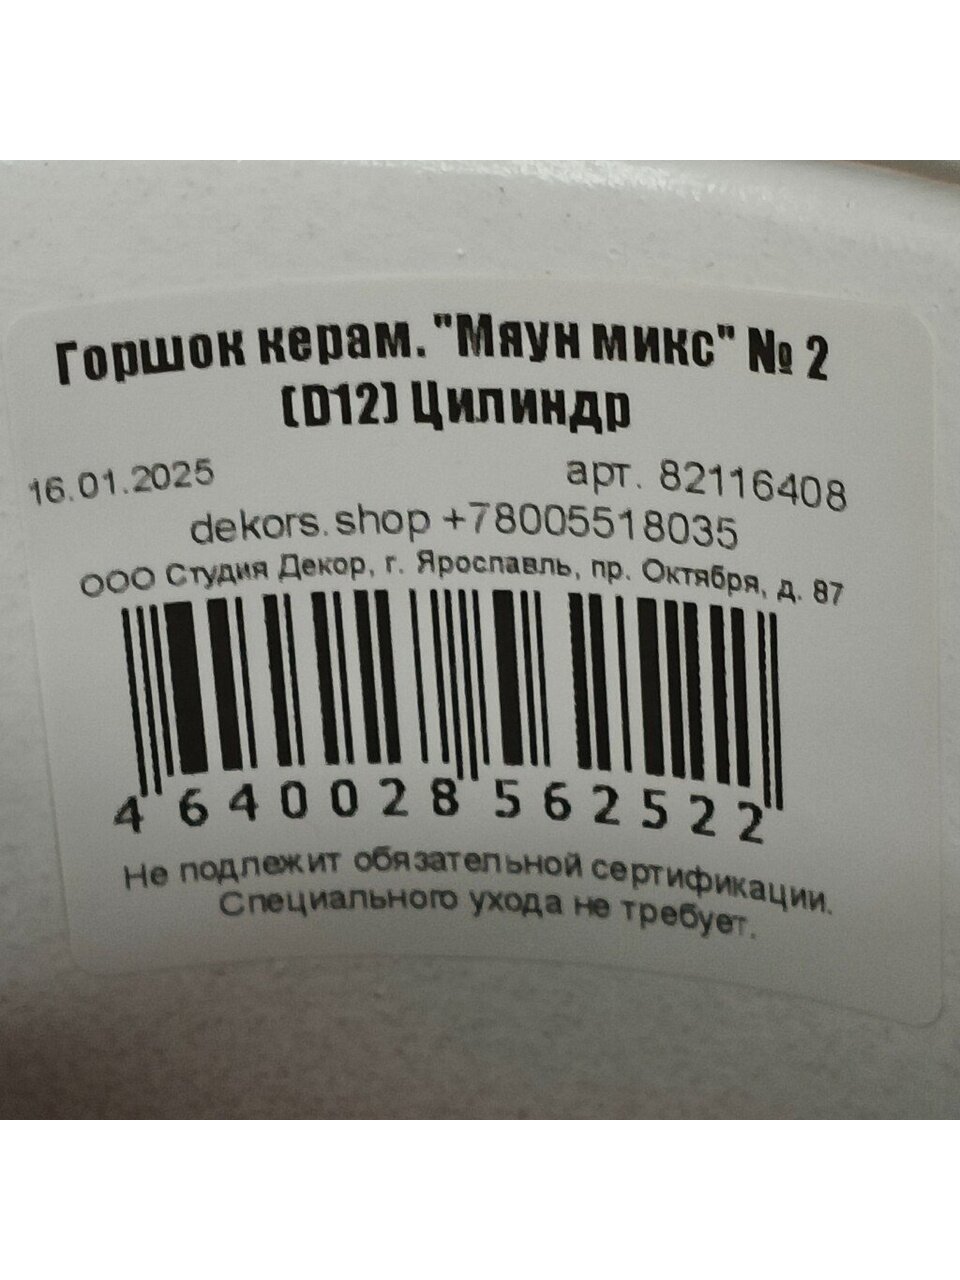 Горшок керам. "Мяун микс" № 2
(D12) Цилиндр
16.01.2025 арт. 82116408
dekors.shop +78005518035
ООО Студия Декор, г. Ярославль, пр. Октября, д. 87
4 640028 562522
Не подлежит обязательной сертификации.
Специального ухода не требует.